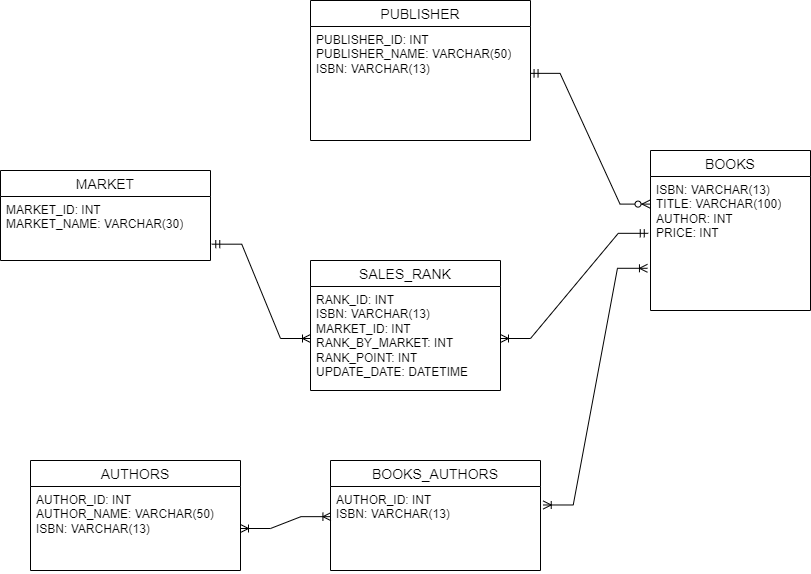 PUBLISHER
PUBLISHER_ID: INT
PUBLISHER_NAME: VARCHAR(50)
ISBN: VARCHAR(13)
BOOKS
ISBN: VARCHAR(13)
TITLE: VARCHAR(100)
AUTHOR: INT
PRICE: INT
MARKET
MARKET_ID: INT
MARKET_NAME: VARCHAR(30)
SALES_RANK
RANK_ID: INT
ISBN: VARCHAR(13)
MARKET_ID: INT
RANK_BY_MARKET: INT
RANK_POINT: INT
UPDATE_DATE: DATETIME
AUTHORS
AUTHOR_ID: INT
AUTHOR_NAME: VARCHAR(50)
ISBN: VARCHAR(13)
BOOKS_AUTHORS
AUTHOR_ID: INT
ISBN: VARCHAR(13)